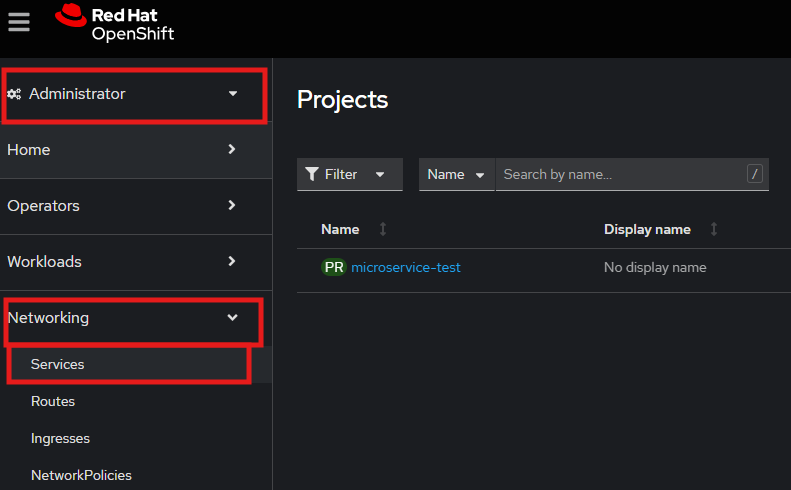 Red Hat
OpenShift
Administrator
Home
Operators
Workloads
Networking
Services
Routes
Ingresses
NetworkPolicies
Projects
Filter
Name
Search by name...
/
Name
Display name
PR microservice-test
No display name